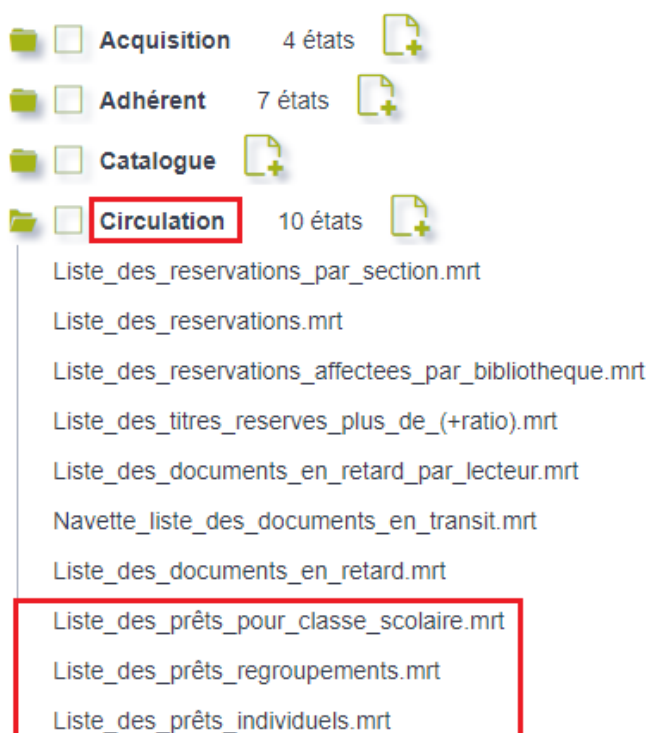 Acquisition 4 états
Adhérent 7 états
Catalogue
Circulation 10 états
Liste_des_reservations_par_section.mrt
Liste_des_reservations.mrt
Liste_des_reservations_affectees_par_bibliotheque.mrt
Liste_des_titres_reserves_plus_de_(+ratio).mrt
Liste_des_documents_en_retard_par_lecteur.mrt
Navette_liste_des_documents_en_transit.mrt
Liste_des_documents_en_retard.mrt
Liste_des_prêts_pour_classe_scolaire.mrt
Liste_des_prêts_regroupements.mrt
Liste_des_prêts_individuels.mrt